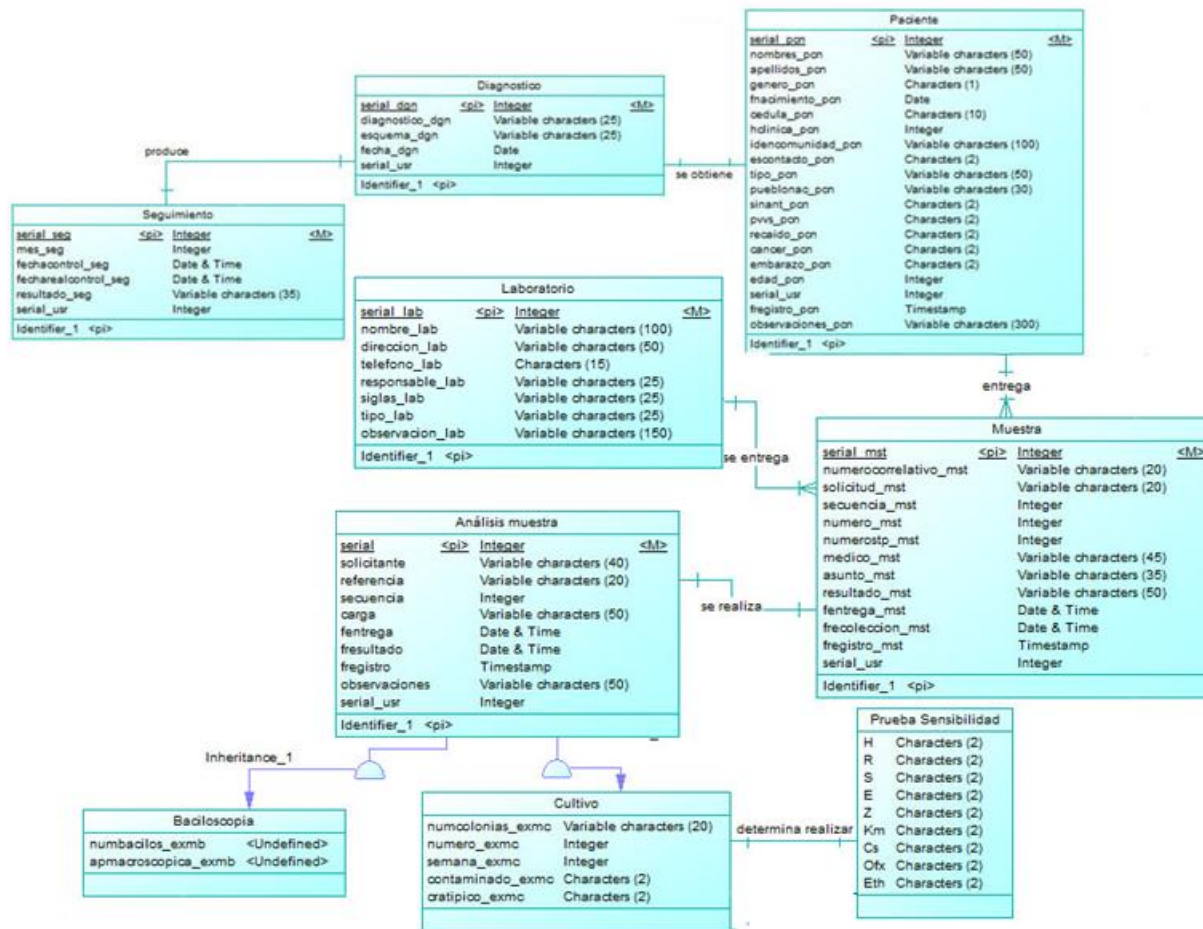 Paciente
serial_pcn <pi> Integer <M>
nombres_pcn Variable characters (50)
apellidos_pcn Variable characters (50)
genero_pcn Characters (1)
fnacimiento_pcn Date
cedula_pcn Characters (10)
hclinica_pcn Integer
idencomunidad_pcn Variable characters (100)
escontacto_pcn Characters (2)
tipo_pcn Variable characters (50)
pueblonac_pcn Variable characters (30)
sinant_pcn Characters (2)
pvvs_pcn Characters (2)
recaido_pcn Characters (2)
cancer_pcn Characters (2)
embarazo_pcn Characters (2)
edad_pcn Integer
serial_usr Integer
fregistro_pcn Timestamp
observaciones_pcn Variable characters (300)
Identifier_1 <pi>
Diagnostico
serial_dgn <pi> Integer <M>
diagnostico_dgn Variable characters (25)
esquema_dgn Variable characters (25)
fecha_dgn Date
serial_usr Integer
Identifier_1 <pi>
produce
se obtiene
Seguimiento
serial_seg <pi> Integer <M>
mes_seg Integer
fechacontrol_seg Date & Time
fecharealcontrol_seg Date & Time
resultado_seg Variable characters (35)
serial_usr Integer
Identifier_1 <pi>
Laboratorio
serial_lab <pi> Integer <M>
nombre_lab Variable characters (100)
direccion_lab Variable characters (50)
telefono_lab Characters (15)
responsable_lab Variable characters (25)
siglas_lab Variable characters (25)
tipo_lab Variable characters (25)
observacion_lab Variable characters (150)
Identifier_1 <pi>
entrega
se entrega
Muestra
serial_mst <pi> Integer <M>
numerocorrelativo_mst Variable characters (20)
solicitud_mst Variable characters (20)
secuencia_mst Integer
numero_mst Integer
numerostp_mst Integer
medico_mst Variable characters (45)
asunto_mst Variable characters (35)
resultado_mst Variable characters (50)
fentrega_mst Date & Time
frecoleccion_mst Date & Time
fregistro_mst Timestamp
serial_usr Integer
Identifier_1 <pi>
Análisis muestra
serial <pi> Integer <M>
solicitante Variable characters (40)
referencia Variable characters (20)
secuencia Integer
carga Variable characters (50)
fentrega Date & Time
fresultado Date & Time
fregistro Timestamp
observaciones Variable characters (50)
serial_usr Integer
Identifier_1 <pi>
se realiza
Inheritance_1
Baciloscopia
numbacilos_exmb <Undefined>
apmacroscopica_exmb <Undefined>
Cultivo
numcolonias_exmc Variable characters (20)
numero_exmc Integer
semana_exmc Integer
contaminado_exmc Characters (2)
cratipico_exmc Characters (2)
determina realizar
Prueba Sensibilidad
H Characters (2)
R Characters (2)
S Characters (2)
E Characters (2)
Z Characters (2)
Km Characters (2)
Cs Characters (2)
Ofx Characters (2)
Eth Characters (2)